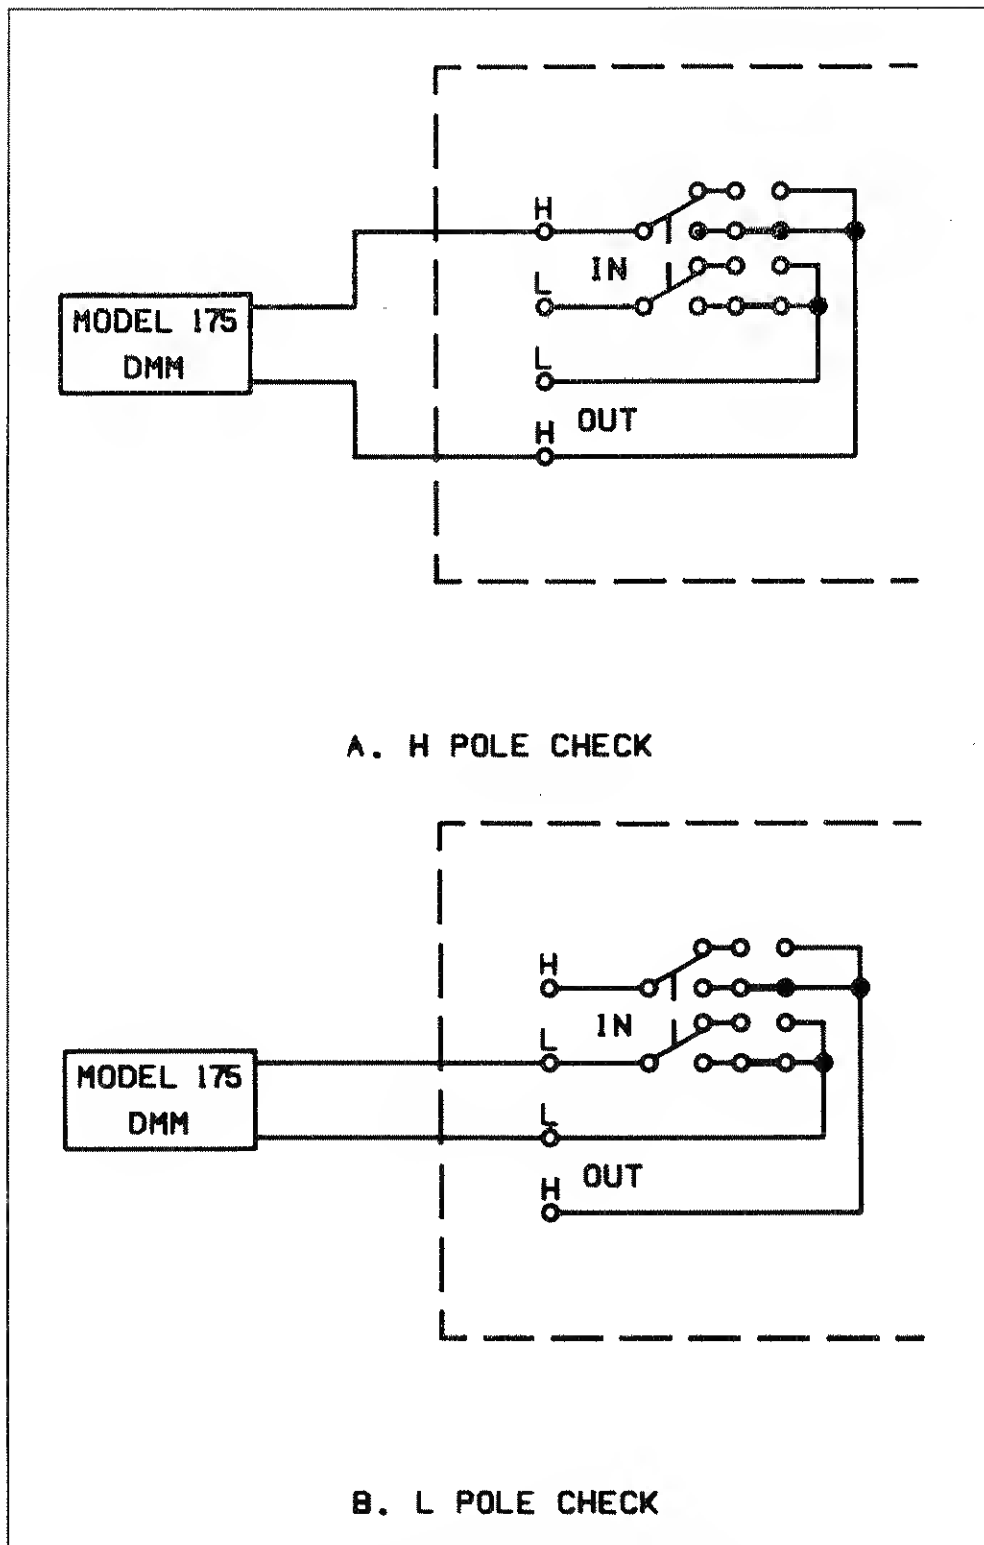 H
IN
L
MODEL 175
DMM
L
OUT
H
A. H POLE CHECK
H
IN
L
MODEL 175
DMM
L
OUT
H
B. L POLE CHECK